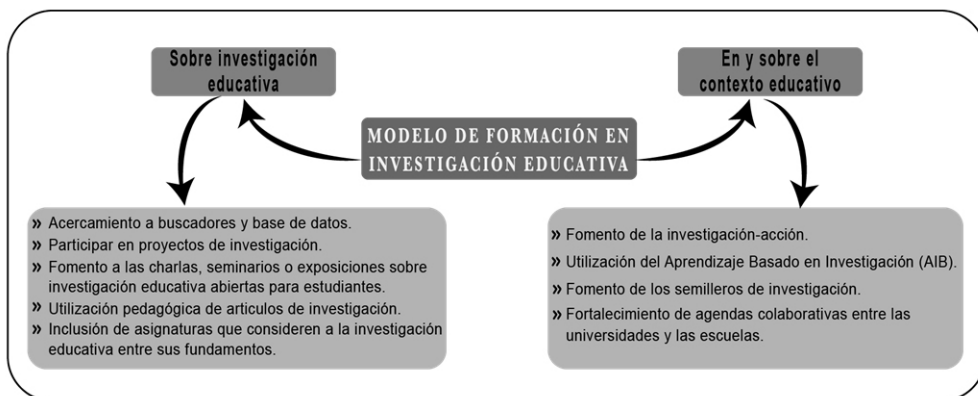 Sobre investigación
educativa
En y sobre el
contexto educativo
MODELO DE FORMACIÓN EN
INVESTIGACIÓN EDUCATIVA
» Acercamiento a buscadores y base de datos.
» Participar en proyectos de investigación.
» Fomento a las charlas, seminarios o exposiciones sobre
investigación educativa abiertas para estudiantes.
» Utilización pedagógica de articulos de investigación.
» Inclusión de asignaturas que consideren a la investigación
educativa entre sus fundamentos.
» Fomento de la investigación-acción.
» Utilización del Aprendizaje Basado en Investigación (AIB).
» Fomento de los semilleros de investigación.
» Fortalecimiento de agendas colaborativas entre las
universidades y las escuelas.